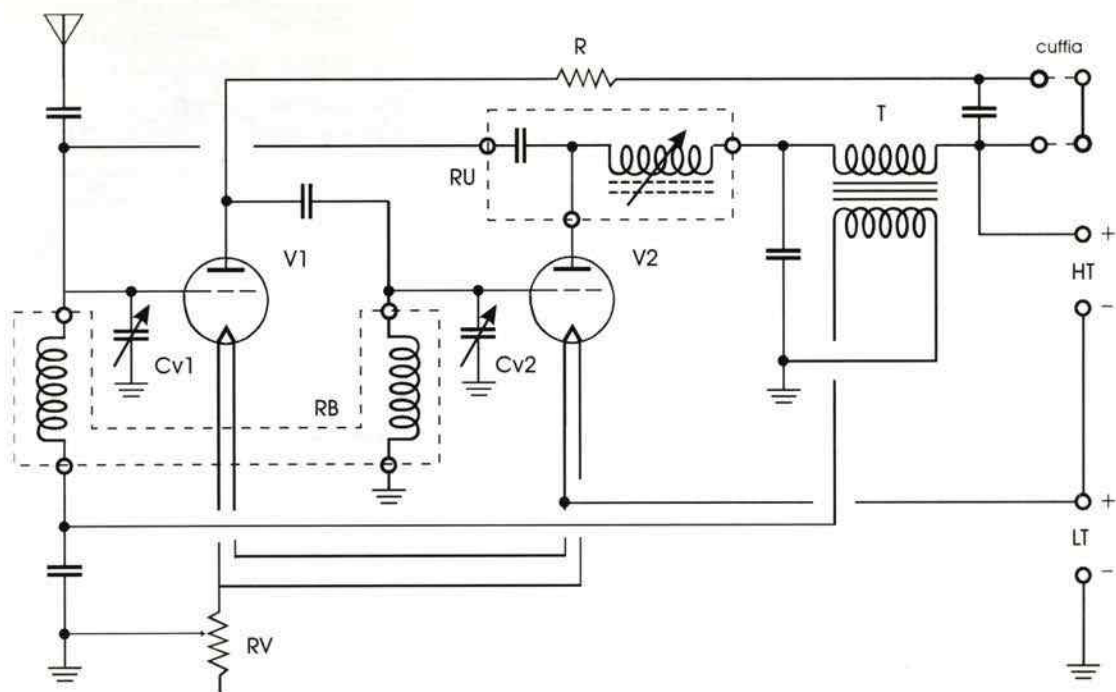 R
cuffia
T
RU
V1
V2
+
HT
-
Cv1
Cv2
RB
+
LT
-
RV